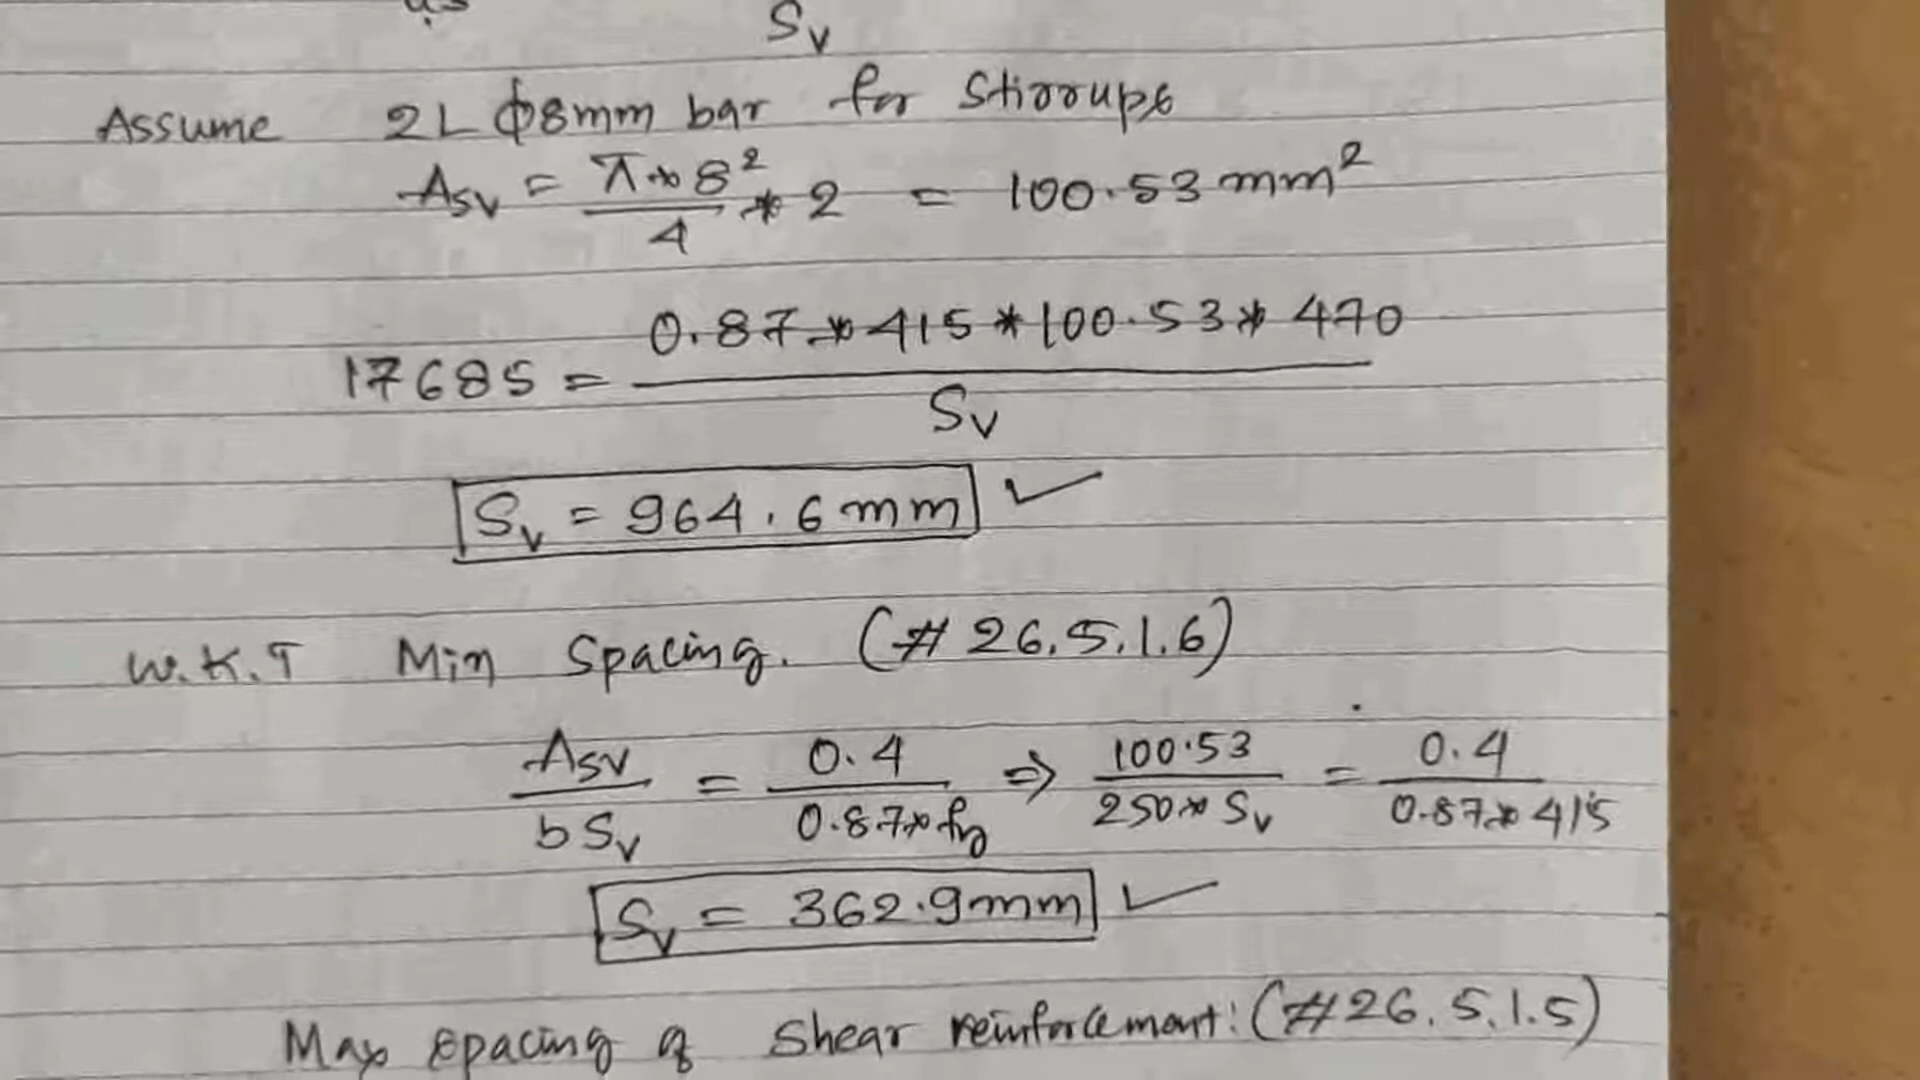 Sv
Assume 2L ϕ8mm bar for Stirrups
Asv = π*8²/4 * 2 = 100.53 mm²
17685 = 0.87*415*100.53*470/Sv
Sv = 964.6mm ✓
W.K.T Min Spacing. (# 26.5.1.6)
Asv/bSv = 0.4/0.87*fy ⇒ 100.53/250*Sv = 0.4/0.87*415
Sv = 362.9mm ✓
Max spacing of Shear reinforcement: (#26.5.1.5)